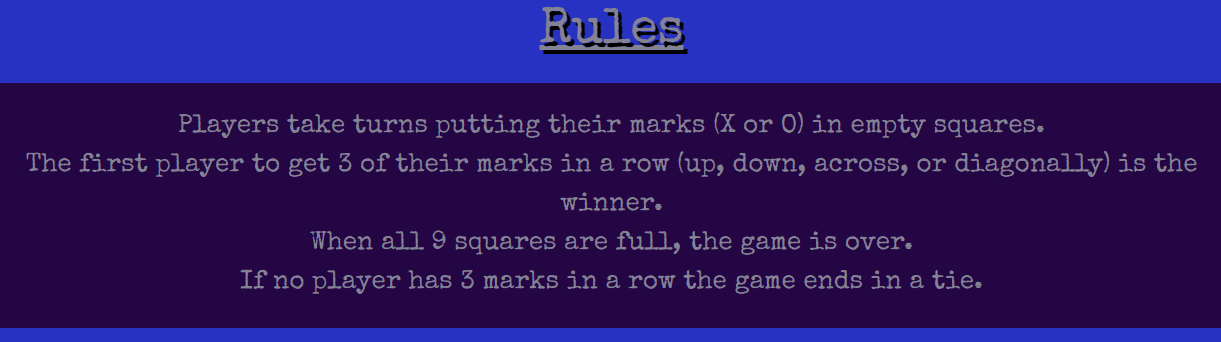 Rules
Players take turns putting their marks (X or O) in empty squares.
The first player to get 3 of their marks in a row (up, down, across, or diagonally) is the
winner.
When all 9 squares are full, the game is over.
If no player has 3 marks in a row the game ends in a tie.